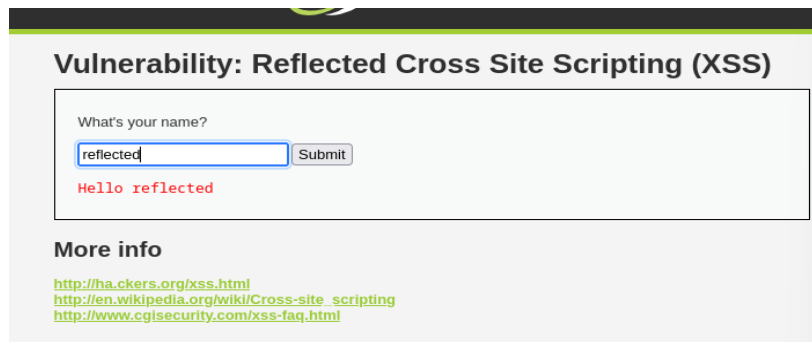 Vulnerability: Reflected Cross Site Scripting (XSS)
What's your name?
reflected Submit
Hello reflected
More info
http://ha.ckers.org/xss.html
http://en.wikipedia.org/wiki/Cross-site_scripting
http://www.cgisecurity.com/xss-faq.html